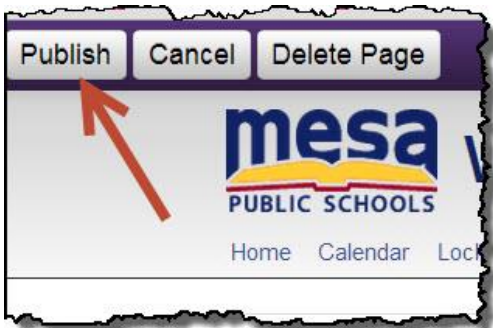 Publish Cancel Delete Page
mesa
PUBLIC SCHOOLS
Home Calendar